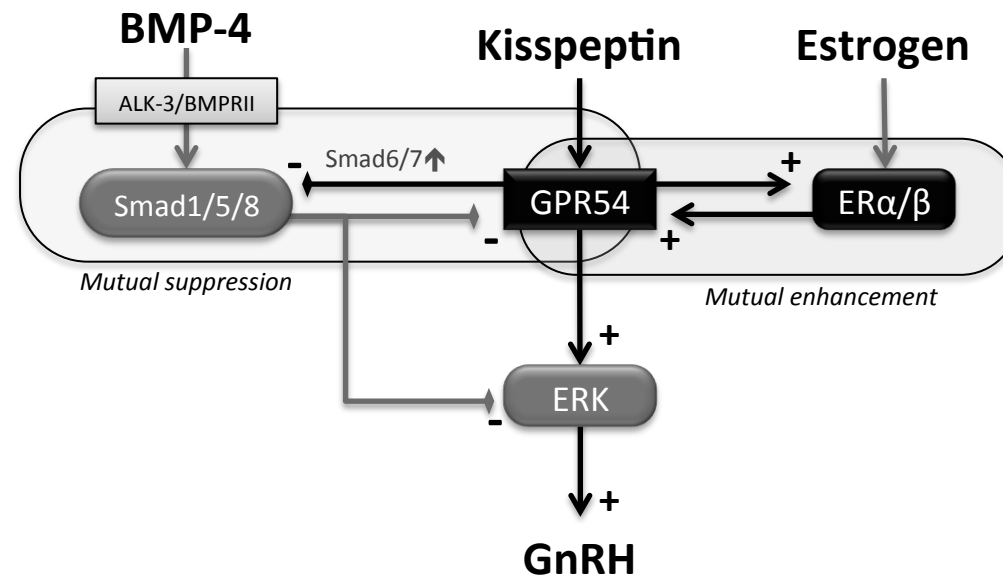 BMP-4
Kisspeptin
Estrogen
ALK-3/BMPRII
- Smad6/7↑
+
Smad1/5/8
GPR54
ERα/β
-
+
Mutual suppression
Mutual enhancement
+
ERK
-
+
GnRH